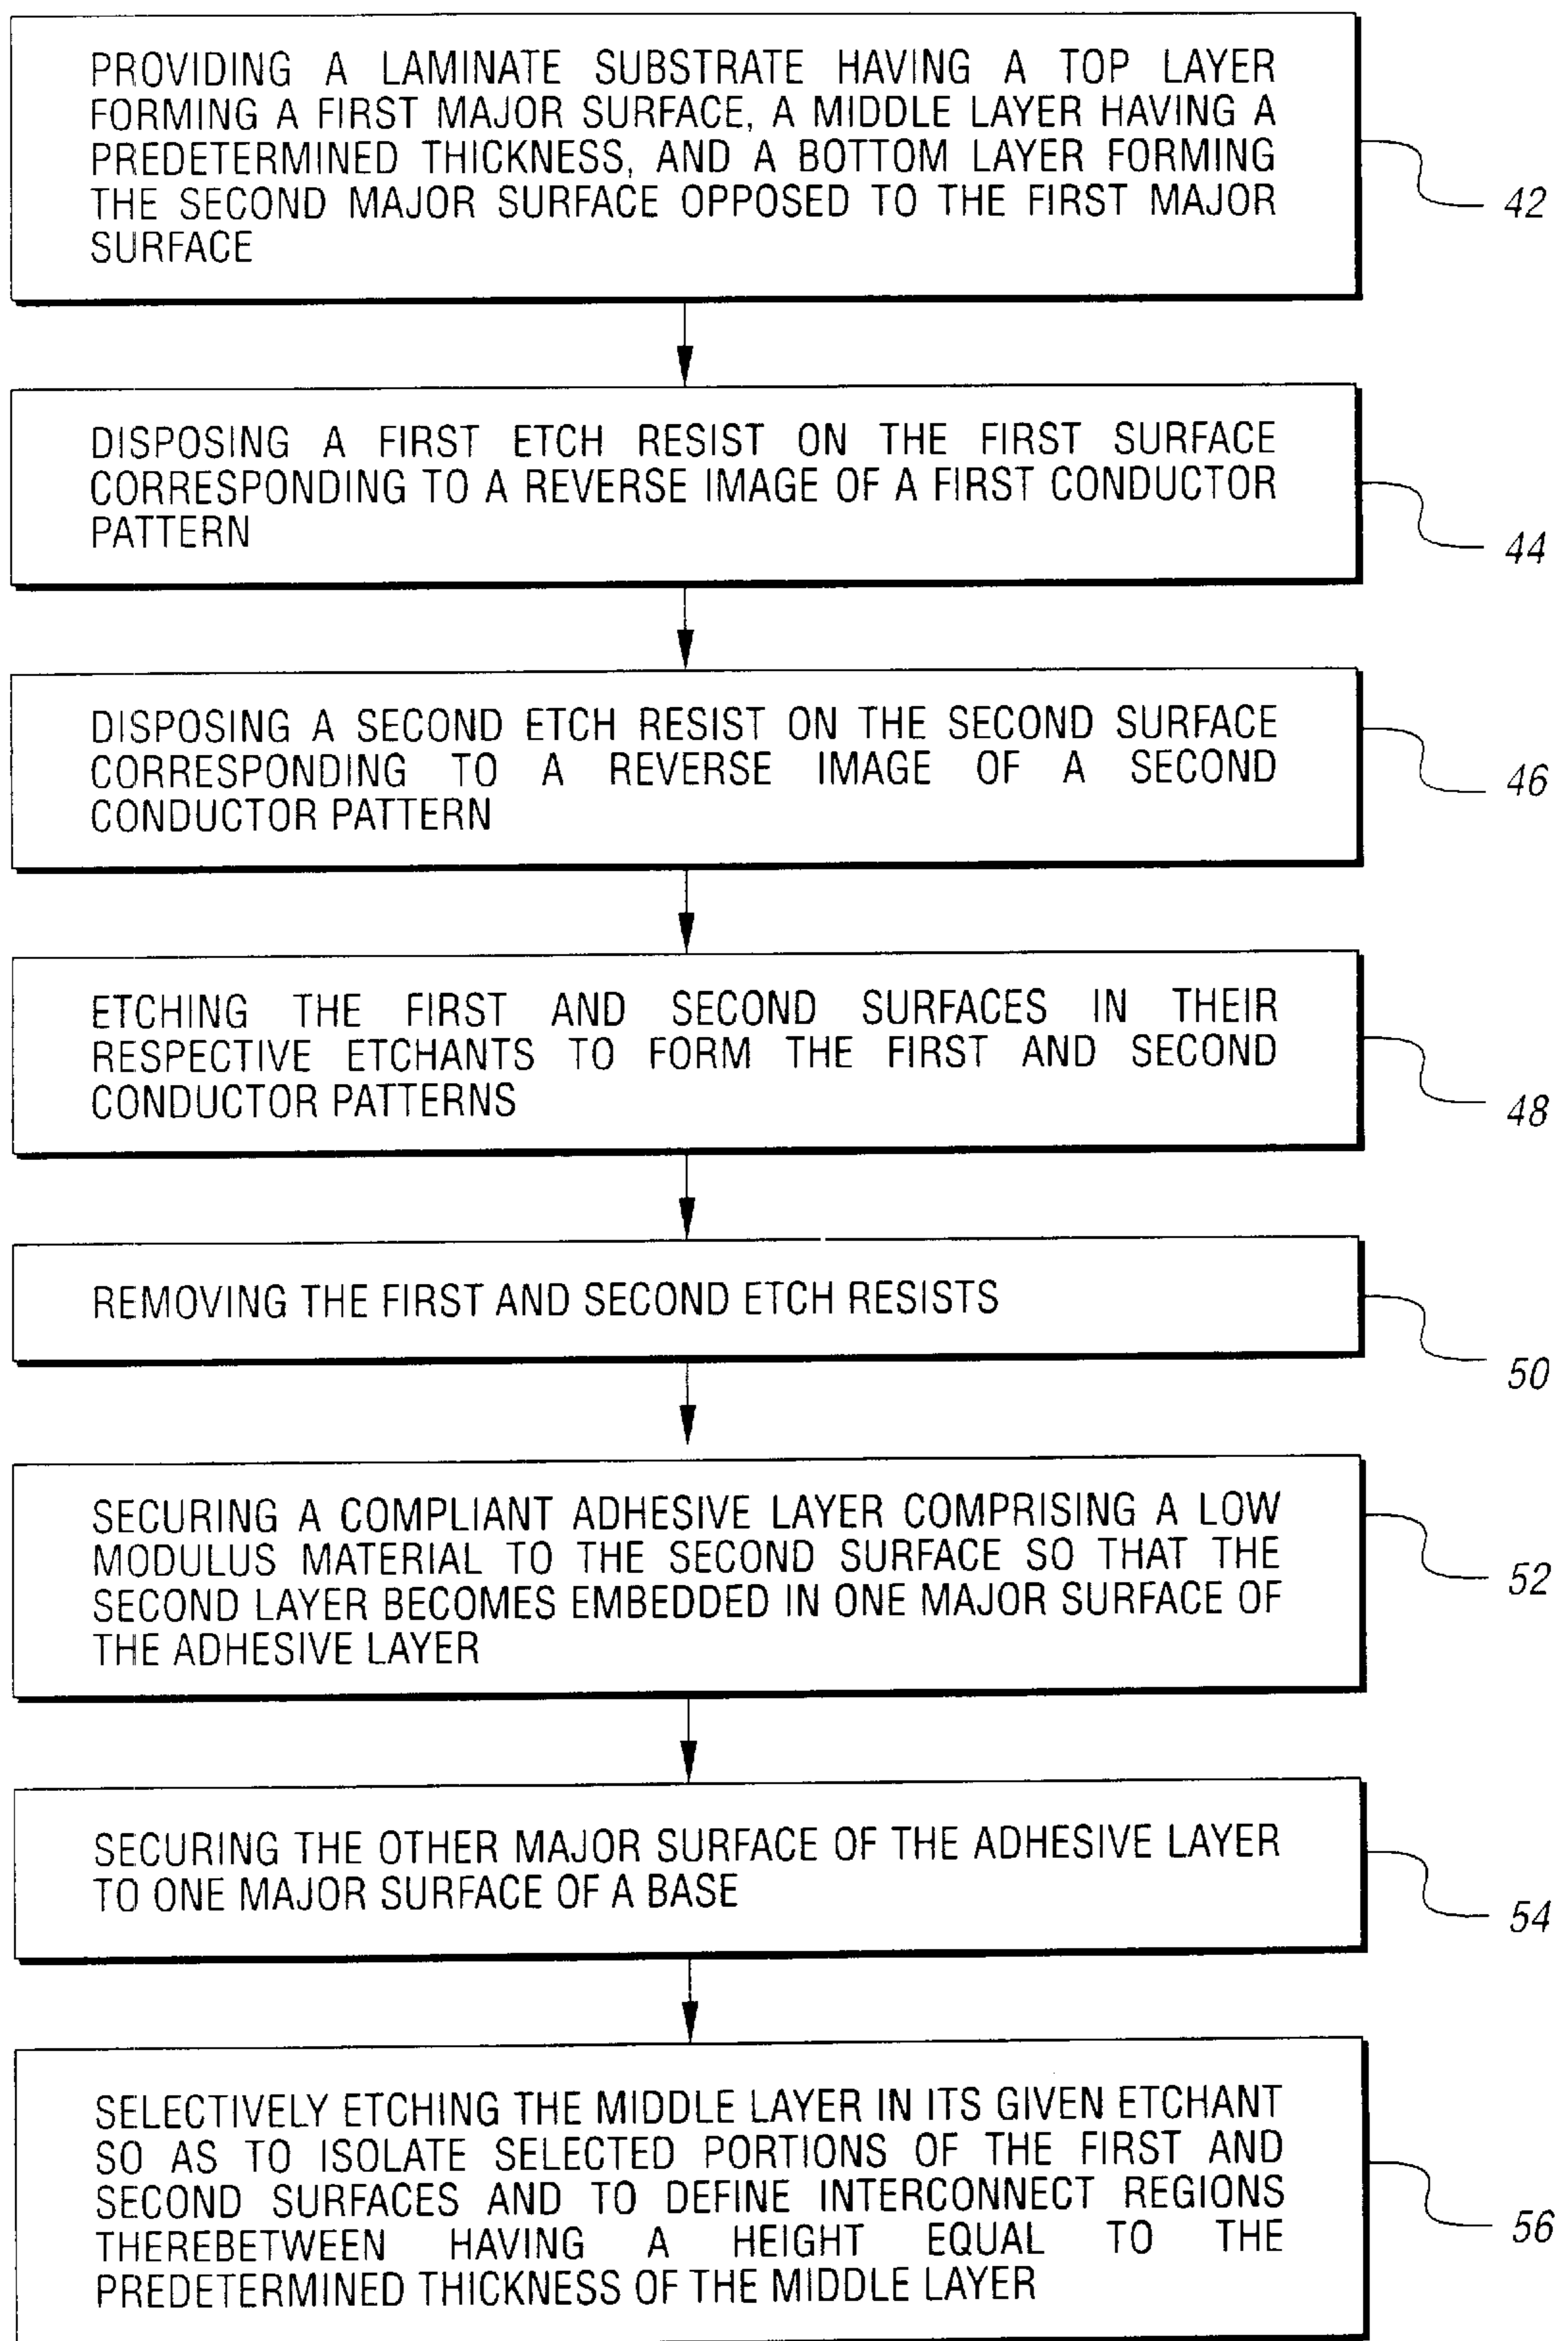 PROVIDING A LAMINATE SUBSTRATE HAVING A TOP LAYER
FORMING A FIRST MAJOR SURFACE, A MIDDLE LAYER HAVING A
PREDETERMINED THICKNESS, AND A BOTTOM LAYER FORMING
THE SECOND MAJOR SURFACE OPPOSED TO THE FIRST MAJOR
SURFACE
42
DISPOSING A FIRST ETCH RESIST ON THE FIRST SURFACE
CORRESPONDING TO A REVERSE IMAGE OF A FIRST CONDUCTOR
PATTERN
44
DISPOSING A SECOND ETCH RESIST ON THE SECOND SURFACE
CORRESPONDING TO A REVERSE IMAGE OF A SECOND
CONDUCTOR PATTERN
46
ETCHING THE FIRST AND SECOND SURFACES IN THEIR
RESPECTIVE ETCHANTS TO FORM THE FIRST AND SECOND
CONDUCTOR PATTERNS
48
REMOVING THE FIRST AND SECOND ETCH RESISTS
50
SECURING A COMPLIANT ADHESIVE LAYER COMPRISING A LOW
MODULUS MATERIAL TO THE SECOND SURFACE SO THAT THE
SECOND LAYER BECOMES EMBEDDED IN ONE MAJOR SURFACE OF
THE ADHESIVE LAYER
52
SECURING THE OTHER MAJOR SURFACE OF THE ADHESIVE LAYER
TO ONE MAJOR SURFACE OF A BASE
54
SELECTIVELY ETCHING THE MIDDLE LAYER IN ITS GIVEN ETCHANT
SO AS TO ISOLATE SELECTED PORTIONS OF THE FIRST AND
SECOND SURFACES AND TO DEFINE INTERCONNECT REGIONS
THEREBETWEEN HAVING A HEIGHT EQUAL TO THE
PREDETERMINED THICKNESS OF THE MIDDLE LAYER
56